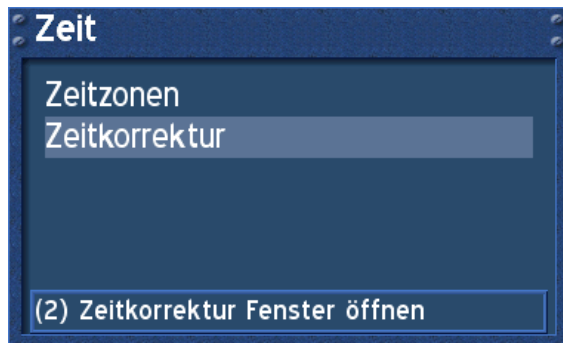 Zeit
Zeitzonen
Zeitkorrektur
(2) Zeitkorrektur Fenster öffnen